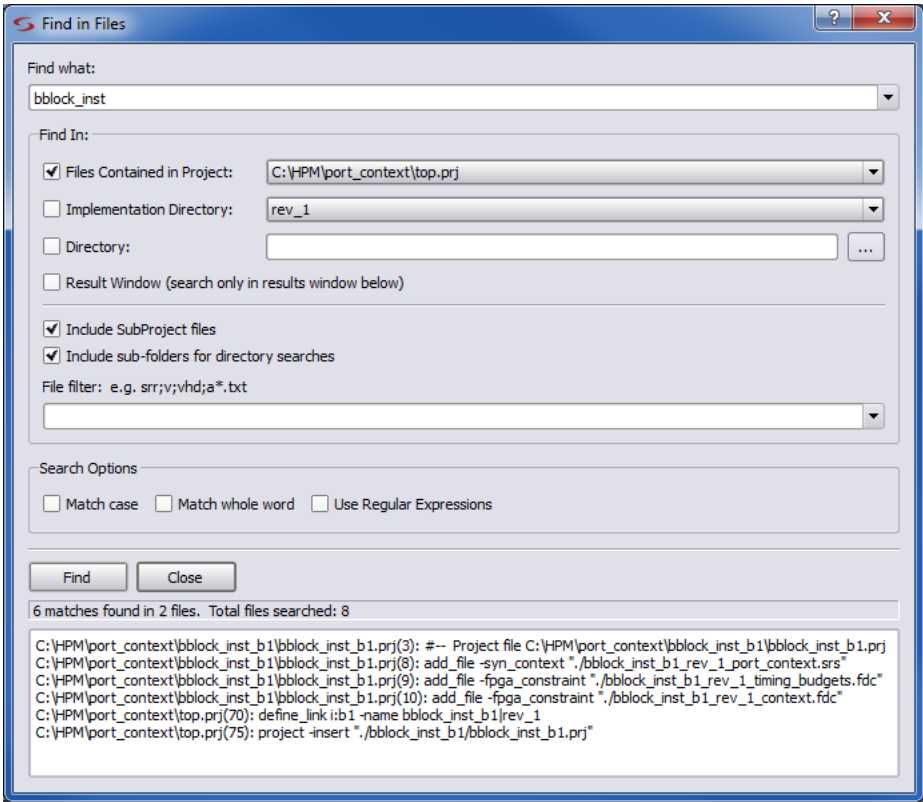 Find in Files
Find what:
bblock_inst
Find In:
Files Contained in Project: C:\HPM\port_context\top.prj
Implementation Directory: rev_1
Directory: ...
Result Window (search only in results window below)
Include SubProject files
Include sub-folders for directory searches
File filter: e.g. srr;v;vhd;a*.txt
Search Options
Match case Match whole word Use Regular Expressions
Find Close
6 matches found in 2 files. Total files searched: 8
C:\HPM\port_context\bblock_inst_b1\bblock_inst_b1.prj(3): #-- Project file C:\HPM\port_context\bblock_inst_b1\bblock_inst_b1.prj
C:\HPM\port_context\bblock_inst_b1\bblock_inst_b1.prj(8): add_file -syn_context "./bblock_inst_b1_rev_1_port_context.srs"
C:\HPM\port_context\bblock_inst_b1\bblock_inst_b1.prj(9): add_file -fpga_constraint "./bblock_inst_b1_rev_1_timing_budgets.fdc"
C:\HPM\port_context\bblock_inst_b1\bblock_inst_b1.prj(10): add_file -fpga_constraint "./bblock_inst_b1_rev_1_context.fdc"
C:\HPM\port_context\top.prj(70): define_link i:b1 -name bblock_inst_b1|rev_1
C:\HPM\port_context\top.prj(75): project -insert "./bblock_inst_b1/bblock_inst_b1.prj"